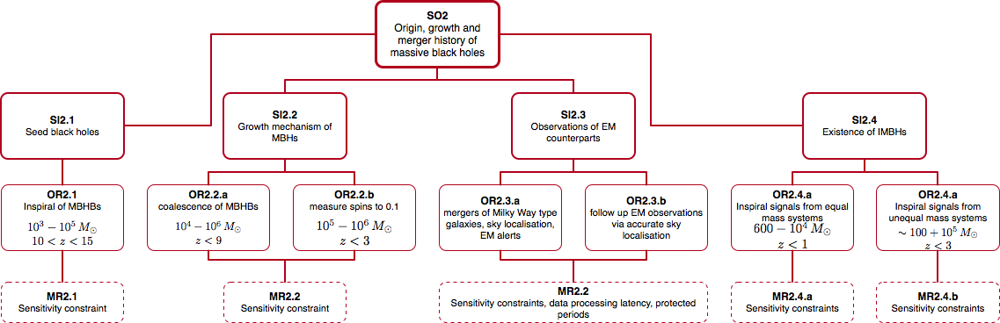 SO2
Origin, growth and
merger history of
massive black holes
SI2.1
Seed black holes
SI2.2
Growth mechanism of
MBHs
SI2.3
Observations of EM
counterparts
SI2.4
Existence of IMBHs
OR2.1
Inspiral of MBHBs
10³ − 10⁵ M⊙
10 < z < 15
OR2.2.a
coalescence of MBHBs
10⁴ − 10⁶ M⊙
z < 9
OR2.2.b
measure spins to 0.1
10⁵ − 10⁶ M⊙
z < 3
OR2.3.a
mergers of Milky Way type
galaxies, sky localisation,
EM alerts
OR2.3.b
follow up EM observations
via accurate sky
localisation
OR2.4.a
Inspiral signals from equal
mass systems
600 − 10⁴ M⊙
z < 1
OR2.4.a
Inspiral signals from
unequal mass systems
∼ 100 + 10⁵ M⊙
z < 3
MR2.1
Sensitivity constraint
MR2.2
Sensitivity constraint
MR2.2
Sensitivity constraints, data processing latency, protected
periods
MR2.4.a
Sensitivity constraints
MR2.4.b
Sensitivity constraints